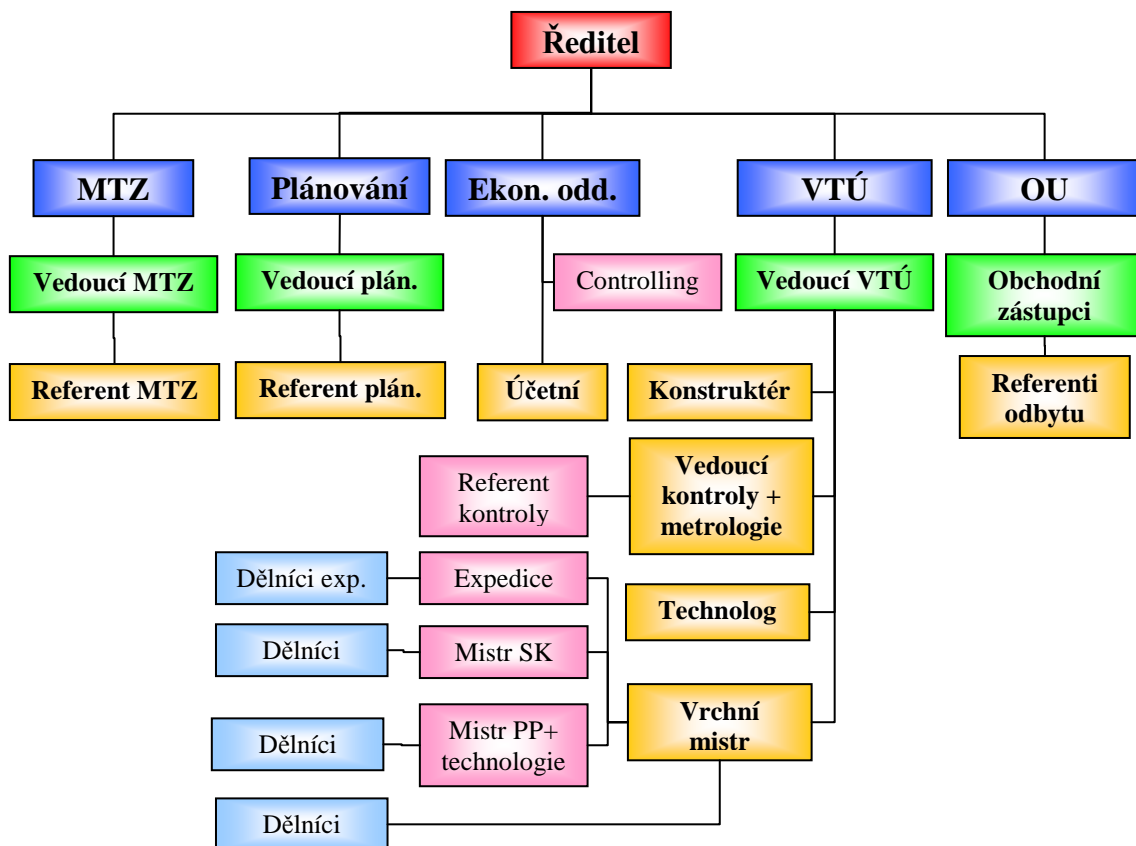 Ředitel
MTZ
Plánování
Ekon. odd.
VTÚ
OU
Vedoucí MTZ
Vedoucí plán.
Controlling
Vedoucí VTÚ
Obchodní
zástupci
Referent MTZ
Referent plán.
Účetní
Konstruktér
Referenti
odbytu
Referent
kontroly
Vedoucí
kontroly +
metrologie
Dělníci exp.
Expedice
Technolog
Dělníci
Mistr SK
Dělníci
Mistr PP+
technologie
Vrchní
mistr
Dělníci